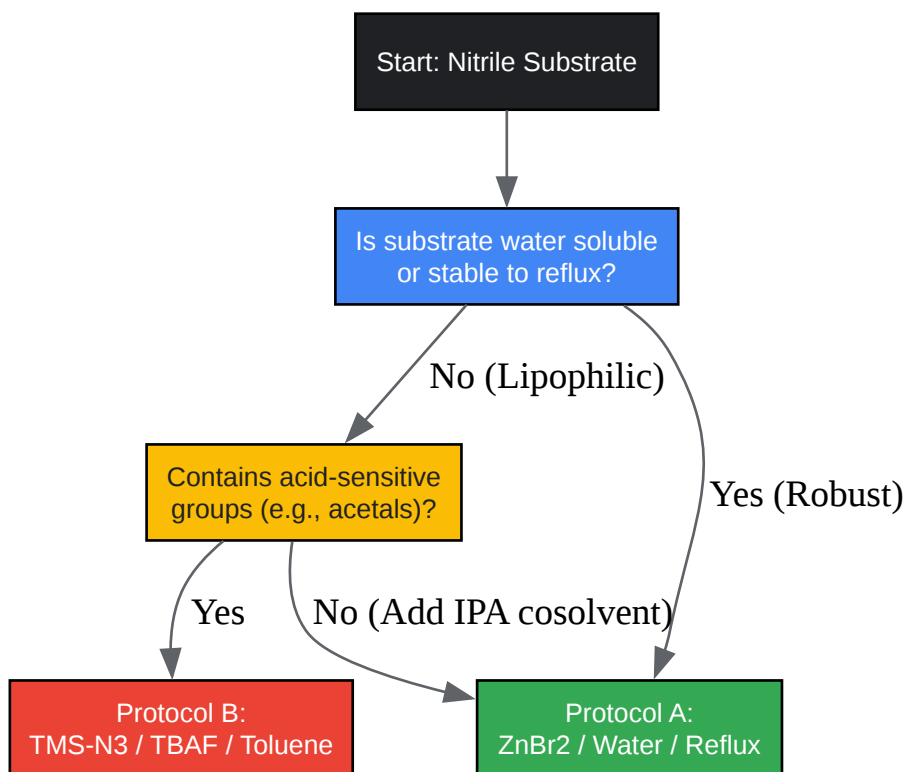 Start: Nitrile Substrate
Is substrate water soluble
or stable to reflux?
No (Lipophilic)
Contains acid-sensitive
groups (e.g., acetals)?
Yes (Robust)
Yes
No (Add IPA cosolvent)
Protocol B:
TMS-N3 / TBAF / Toluene
Protocol A:
ZnBr2 / Water / Reflux